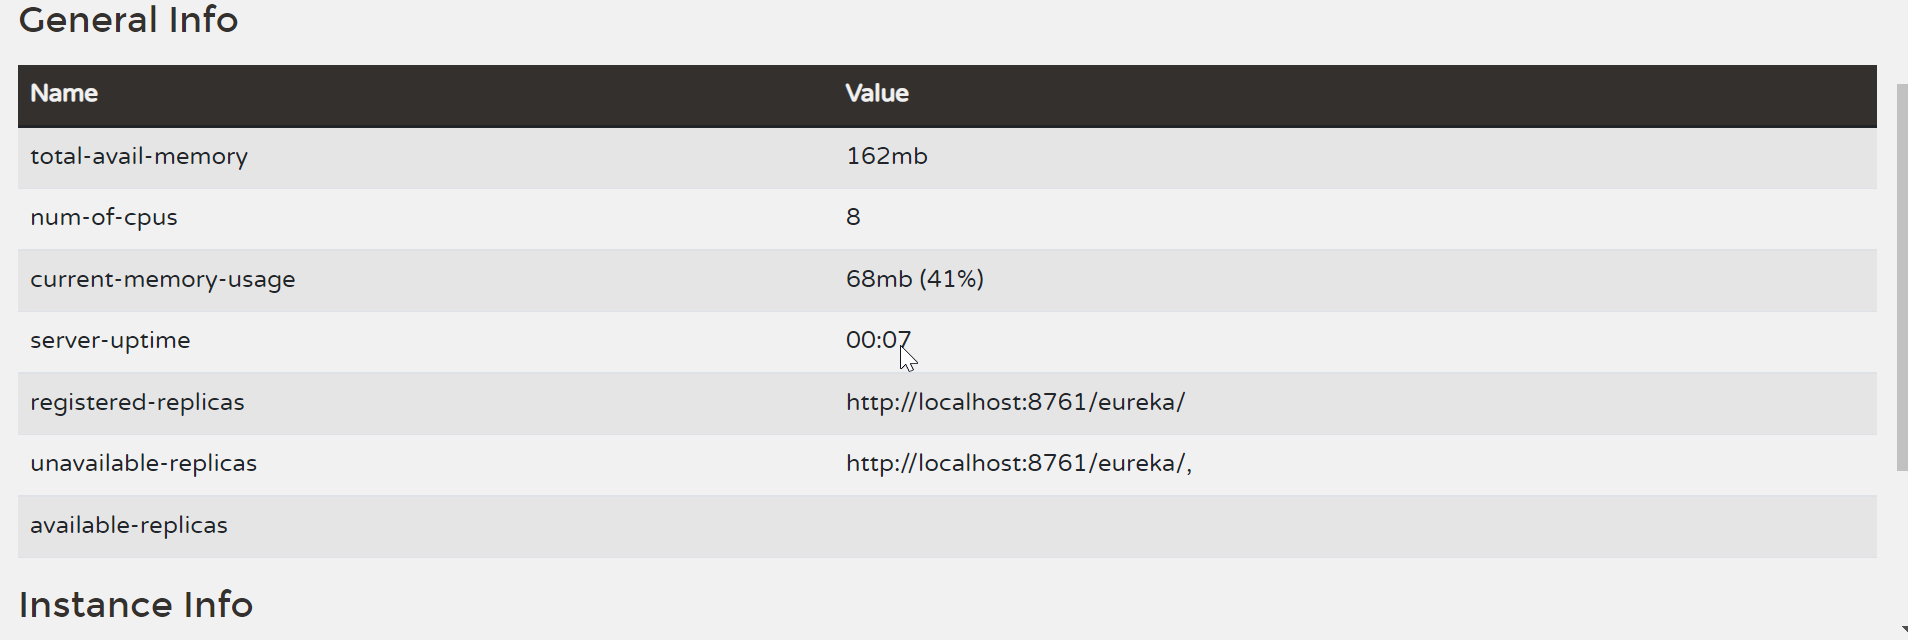 General Info
Name Value
total-avail-memory 162mb
num-of-cpus 8
current-memory-usage 68mb (41%)
server-uptime 00:07
registered-replicas http://localhost:8761/eureka/
unavailable-replicas http://localhost:8761/eureka/,
available-replicas
Instance Info